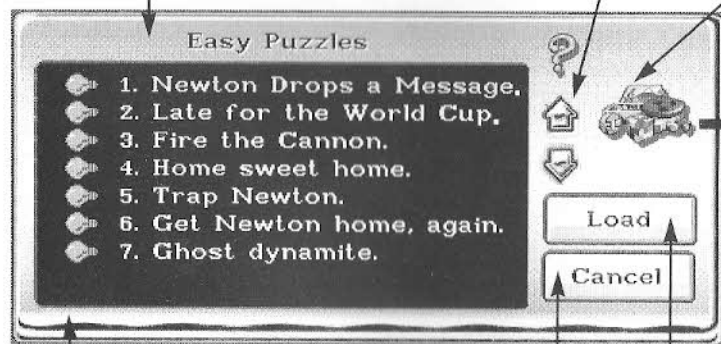 Easy Puzzles
1. Newton Drops a Message.
2. Late for the World Cup.
3. Fire the Cannon.
4. Home sweet home.
5. Trap Newton.
6. Get Newton home, again.
7. Ghost dynamite.
?
Load
Cancel